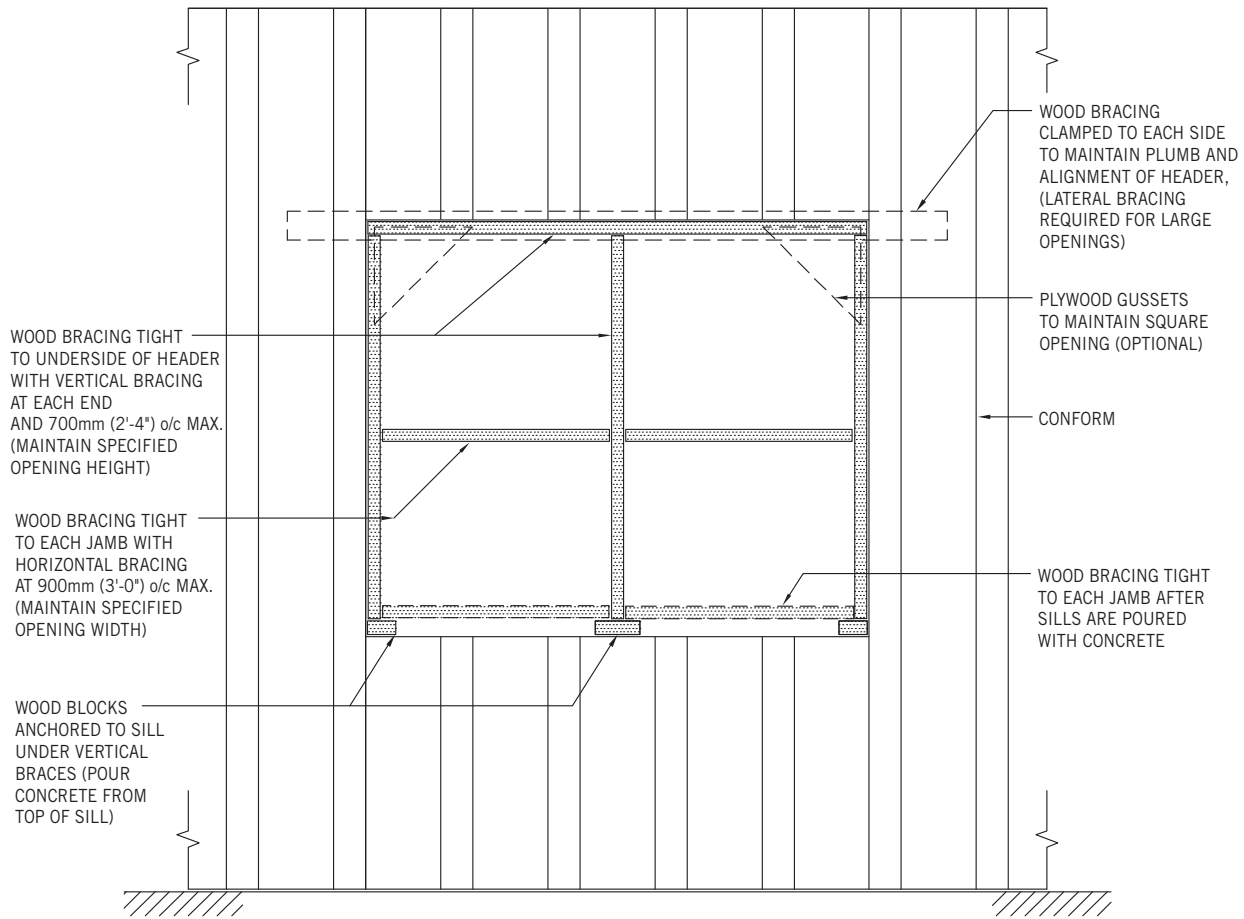 WOOD BRACING
CLAMPED TO EACH SIDE
TO MAINTAIN PLUMB AND
ALIGNMENT OF HEADER,
(LATERAL BRACING
REQUIRED FOR LARGE
OPENINGS)
PLYWOOD GUSSETS
TO MAINTAIN SQUARE
OPENING (OPTIONAL)
CONFORM
WOOD BRACING TIGHT
TO EACH JAMB AFTER
SILLS ARE POURED
WITH CONCRETE
WOOD BRACING TIGHT
TO UNDERSIDE OF HEADER
WITH VERTICAL BRACING
AT EACH END
AND 700mm (2'-4") o/c MAX.
(MAINTAIN SPECIFIED
OPENING HEIGHT)
WOOD BRACING TIGHT
TO EACH JAMB WITH
HORIZONTAL BRACING
AT 900mm (3'-0") o/c MAX.
(MAINTAIN SPECIFIED
OPENING WIDTH)
WOOD BLOCKS
ANCHORED TO SILL
UNDER VERTICAL
BRACES (POUR
CONCRETE FROM
TOP OF SILL)